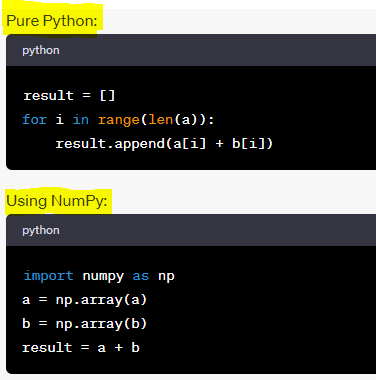 Pure Python:
python
result = []
for i in range(len(a)):
    result.append(a[i] + b[i])
Using NumPy:
python
import numpy as np
a = np.array(a)
b = np.array(b)
result = a + b